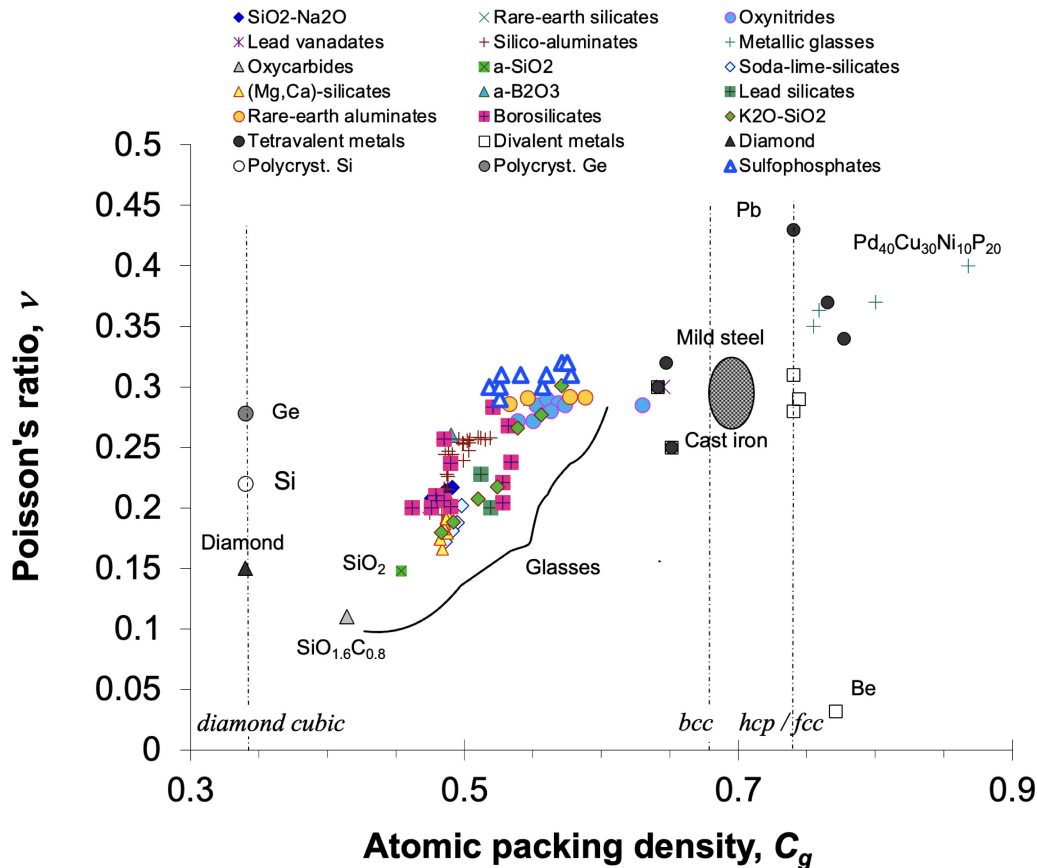 SiO2-Na2O Rare-earth silicates Oxynitrides
Lead vanadates Silico-aluminates Metallic glasses
Oxycarbides a-SiO2 Soda-lime-silicates
(Mg,Ca)-silicates a-B2O3 Lead silicates
Rare-earth aluminates Borosilicates K2O-SiO2
Tetravalent metals Divalent metals Diamond
Polycryst. Si Polycryst. Ge Sulfophosphates
0.5
0.45
0.4
0.35
0.3
0.25
0.2
0.15
0.1
0.05
0
Poisson's ratio, ν
Pb
Pd40Cu30Ni10P20
Mild steel
Cast iron
Ge
Si
Diamond
SiO2
Glasses
SiO1.6C0.8
Be
diamond cubic bcc hcp / fcc
0.3 0.5 0.7 0.9
Atomic packing density, Cg